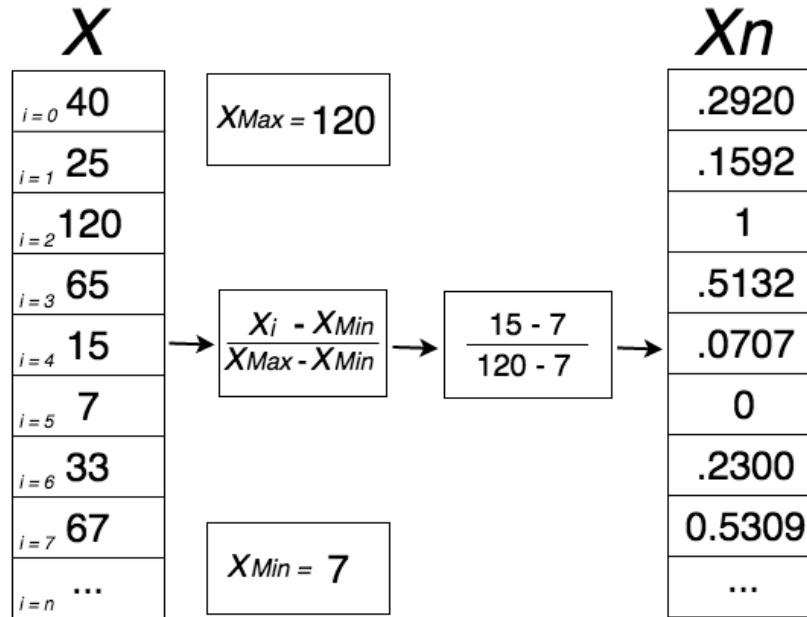 X
Xn
i = 0 40
XMax = 120
.2920
i = 1 25
.1592
i = 2 120
1
i = 3 65
.5132
i = 4 15
Xi - XMin
XMax - XMin
15 - 7
120 - 7
.0707
i = 5 7
0
i = 6 33
.2300
i = 7 67
XMin = 7
0.5309
i = n ...
...